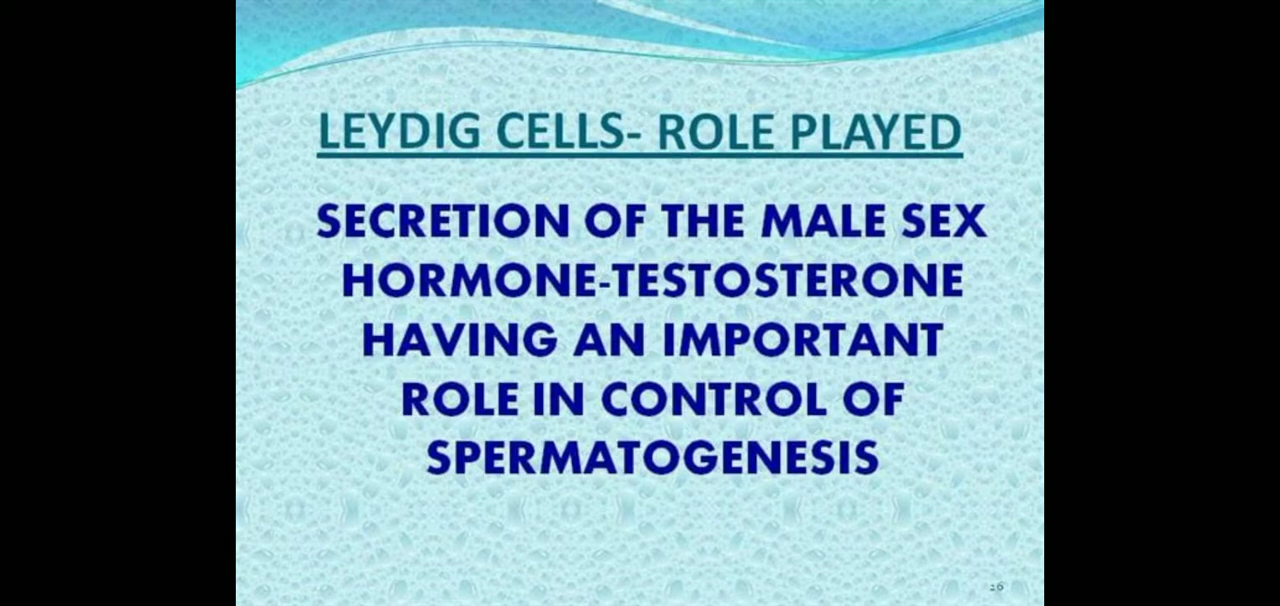 LEYDIG CELLS- ROLE PLAYED
SECRETION OF THE MALE SEX
HORMONE-TESTOSTERONE
HAVING AN IMPORTANT
ROLE IN CONTROL OF
SPERMATOGENESIS
26